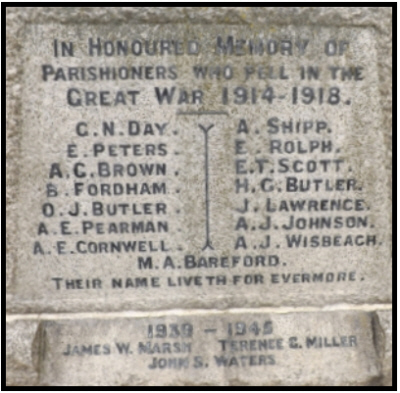 IN HONOURED MEMORY OF
PARISHIONERS WHO FELL IN THE
GREAT WAR 1914-1918.
C. N. DAY. A. SHIPP.
E. PETERS. E. ROLPH.
A. C. BROWN. E. T. SCOTT.
B. FORDHAM. H. G. BUTLER.
O. J. BUTLER. J. LAWRENCE.
A. E. PEARMAN. A. J. JOHNSON.
A. E. CORNWELL. A. J. WISBEACH.
M. A. BAREFORD.
THEIR NAME LIVETH FOR EVERMORE.
1939 - 1945
JAMES W. MARSH TERENCE G. MILLER
JOHN S. WATERS